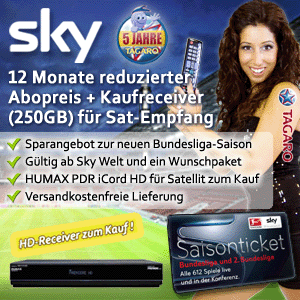 sky
5 JAHRE
TAGARO
12 Monate reduzierter
Abopreis + Kaufreceiver
(250GB) für Sat-Empfang
TAGARO
Sparangebot zur neuen Bundesliga-Saison
Gültig ab Sky Welt und ein Wunschpaket
HUMAX PDR iCord HD für Satellit zum Kauf
Versandkostenfreie Lieferung
HD-Receiver zum Kauf !
sky
Saisonticket
Bundesliga und 2. Bundesliga
Alle 612 Spiele live
und in der Konferenz.